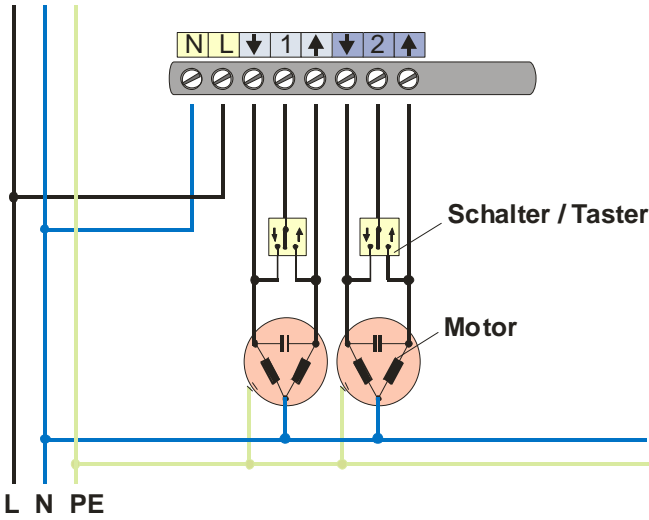 N L ↓ 1 ↑ ↓ 2 ↑
Schalter / Taster
Motor
L N PE